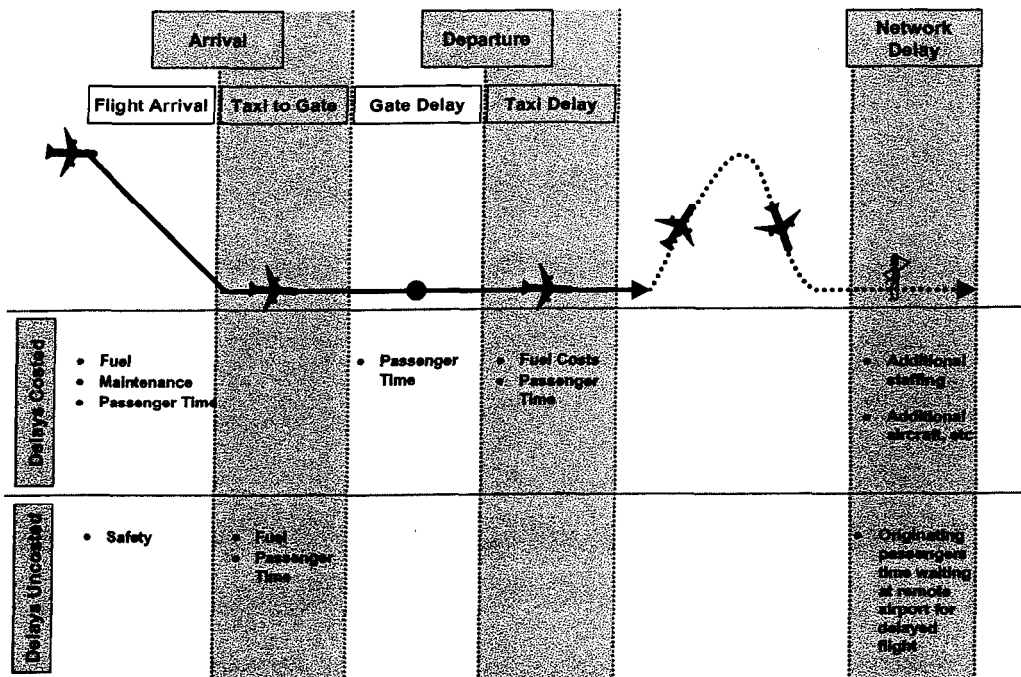 Arrival
Departure
Network
Delay
Flight Arrival
Taxi to Gate
Gate Delay
Taxi Delay
Delays Costed
• Fuel
• Maintenance
• Passenger Time
• Passenger
Time
• Fuel Costs
• Passenger
Time
• Additional
staffing
• Additional
aircraft, etc
Delays Uncosted
• Safety
• Fuel
• Passenger
Time
• Originating
passengers
time waiting
at remote
airport for
delayed
flight